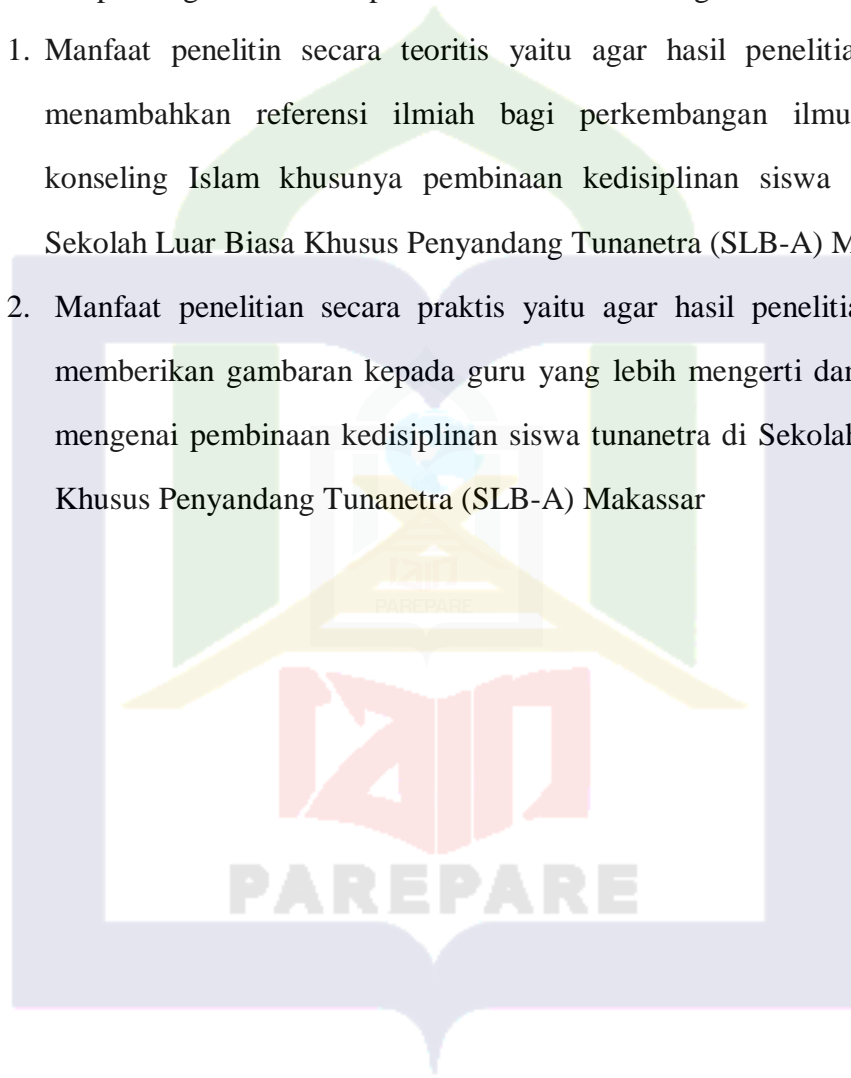 1. Manfaat penelitin secara teoritis yaitu agar hasil penelitia
menambahkan referensi ilmiah bagi perkembangan ilmu
konseling Islam khusunya pembinaan kedisiplinan siswa
Sekolah Luar Biasa Khusus Penyandang Tunanetra (SLB-A) M
2. Manfaat penelitian secara praktis yaitu agar hasil penelitia
memberikan gambaran kepada guru yang lebih mengerti dan
mengenai pembinaan kedisiplinan siswa tunanetra di Sekolah
Khusus Penyandang Tunanetra (SLB-A) Makassar
PAREPARE
PAREPARE